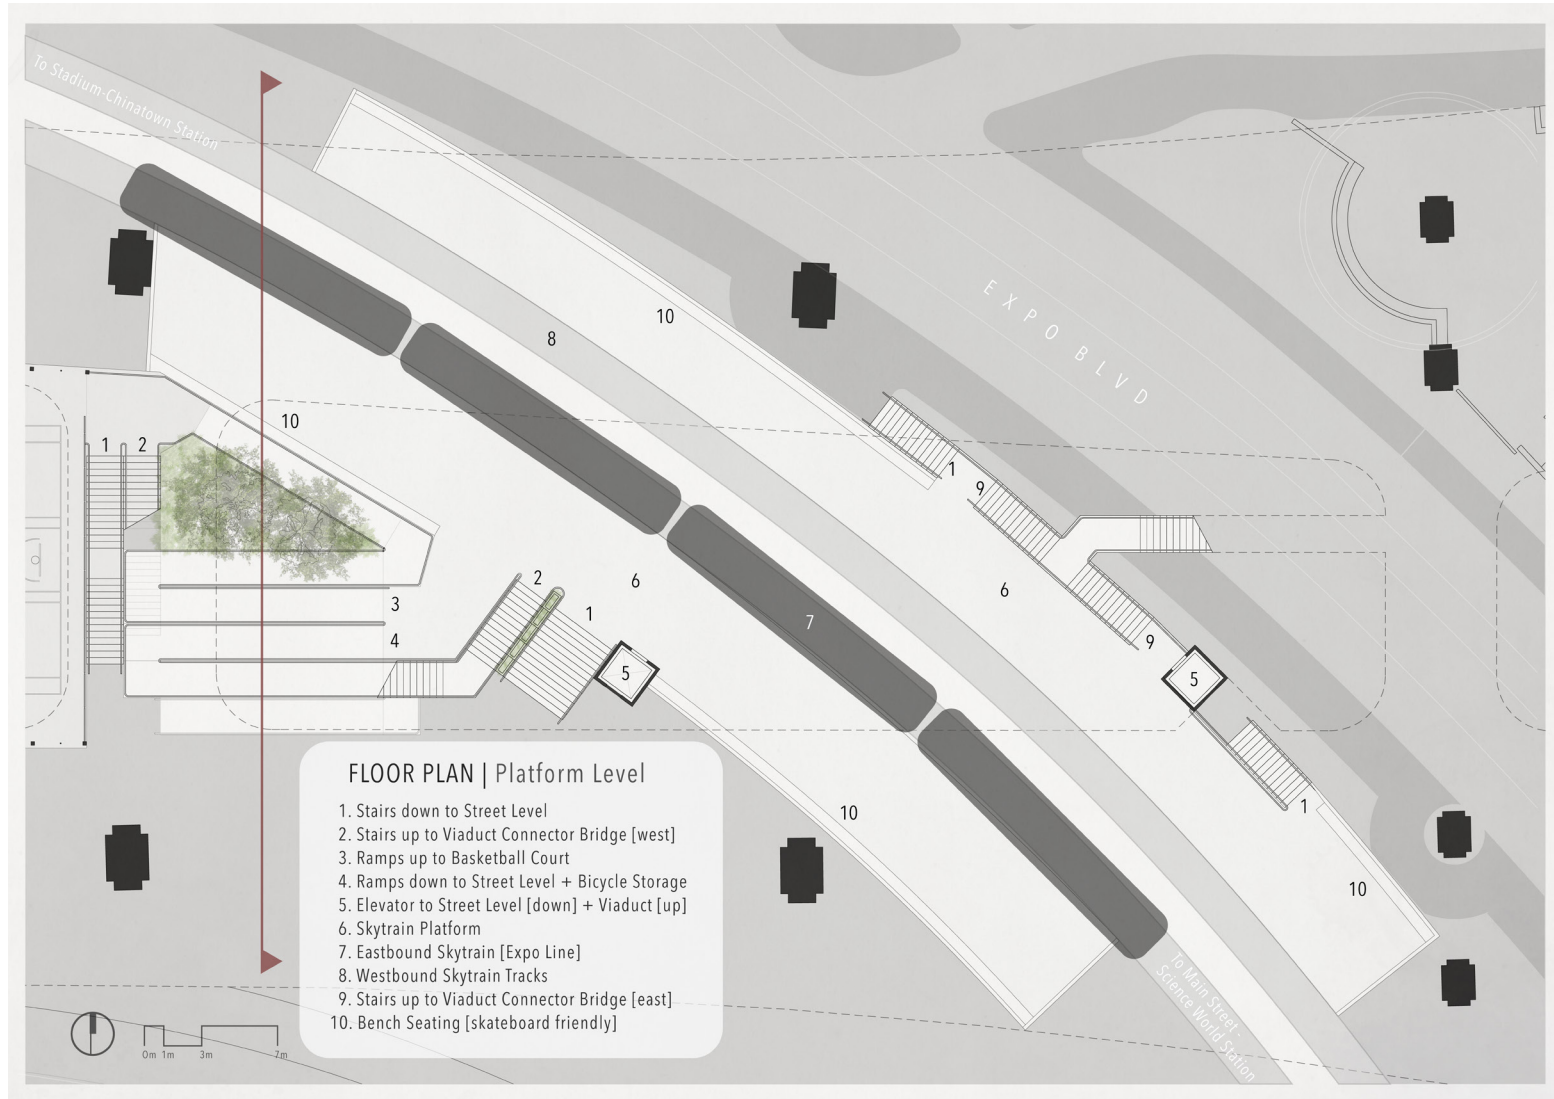 To Stadium-Chinatown Station
10
8
EXPO BLVD
10
1
2
1
9
3
2
6
1
6
4
7
9
5
5
FLOOR PLAN | Platform Level
1. Stairs down to Street Level
2. Stairs up to Viaduct Connector Bridge [west]
3. Ramps up to Basketball Court
4. Ramps down to Street Level + Bicycle Storage
5. Elevator to Street Level [down] + Viaduct [up]
6. Skytrain Platform
7. Eastbound Skytrain [Expo Line]
8. Westbound Skytrain Tracks
9. Stairs up to Viaduct Connector Bridge [east]
10. Bench Seating [skateboard friendly]
10
1
10
To Main Street -
Science World Station
0m 1m 3m 7m